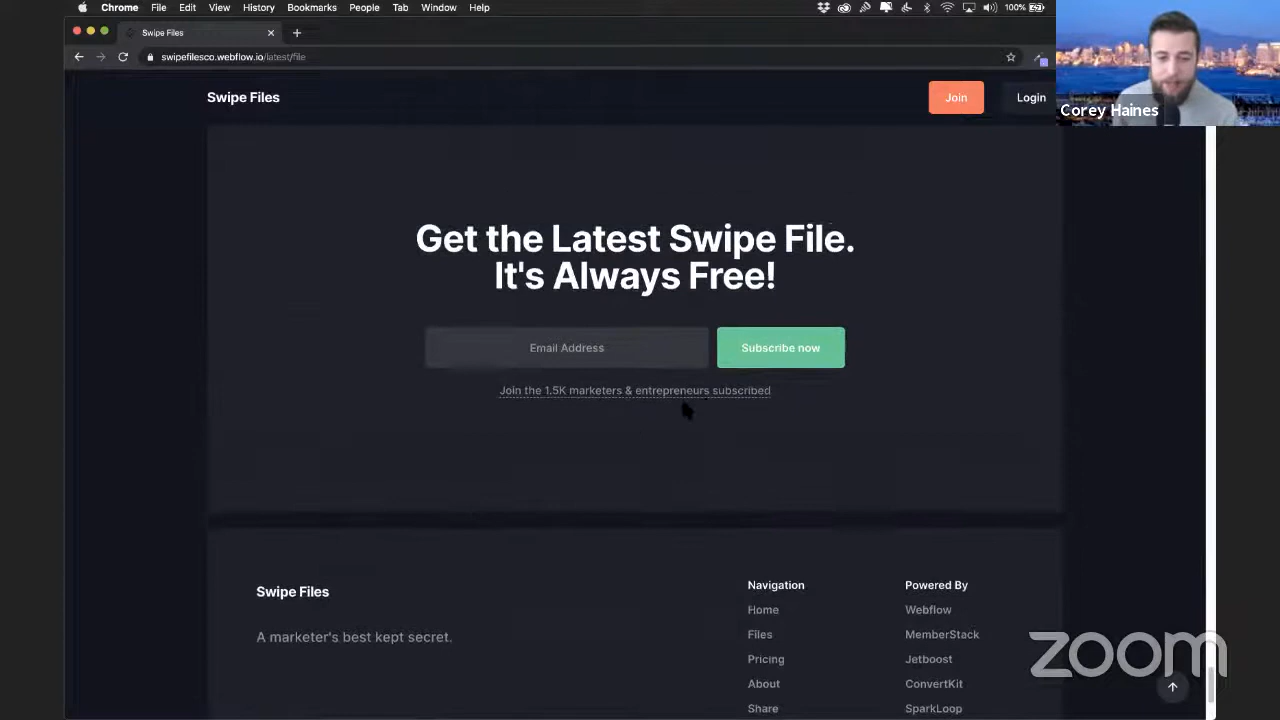 Chrome File Edit View History Bookmarks People Tab Window Help
100%
Swipe Files
swipefilesco.webflow.io/latest/file
Corey Haines
Swipe Files
Join
Login
Get the Latest Swipe File.
It's Always Free!
Email Address
Subscribe now
Join the 1.5K marketers & entrepreneurs subscribed
Swipe Files
A marketer's best kept secret.
Navigation
Home
Files
Pricing
About
Share
Powered By
Webflow
MemberStack
Jetboost
ConvertKit
SparkLoop
zoom